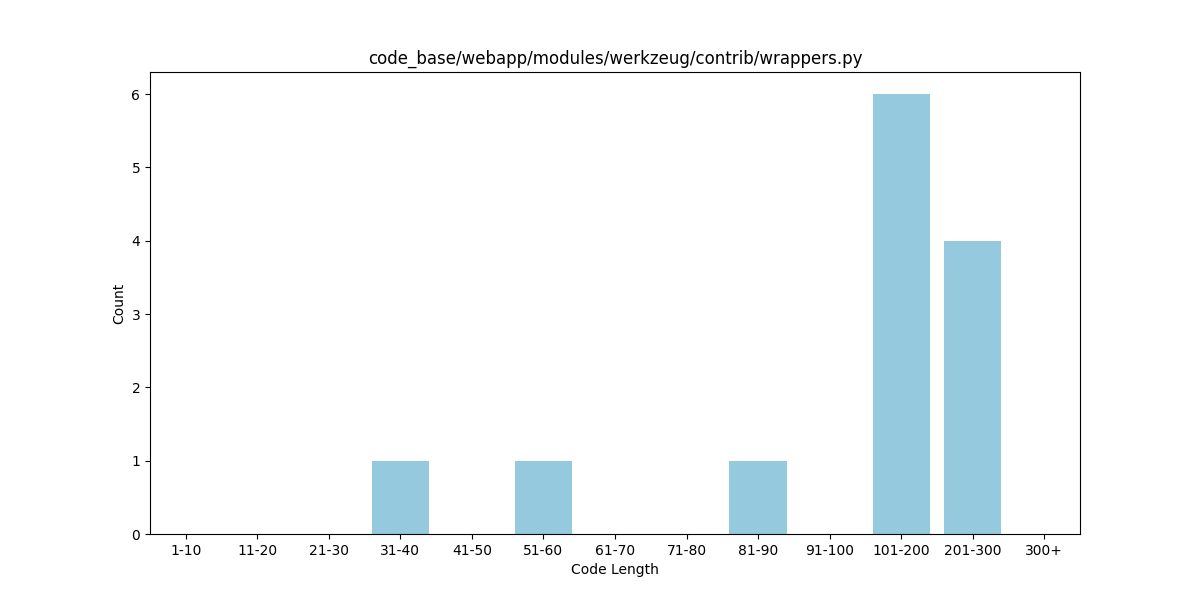 code_base/webapp/modules/werkzeug/contrib/wrappers.py
Count
6
5
4
3
2
1
0
1-10 11-20 21-30 31-40 41-50 51-60 61-70 71-80 81-90 91-100 101-200 201-300 300+
Code Length